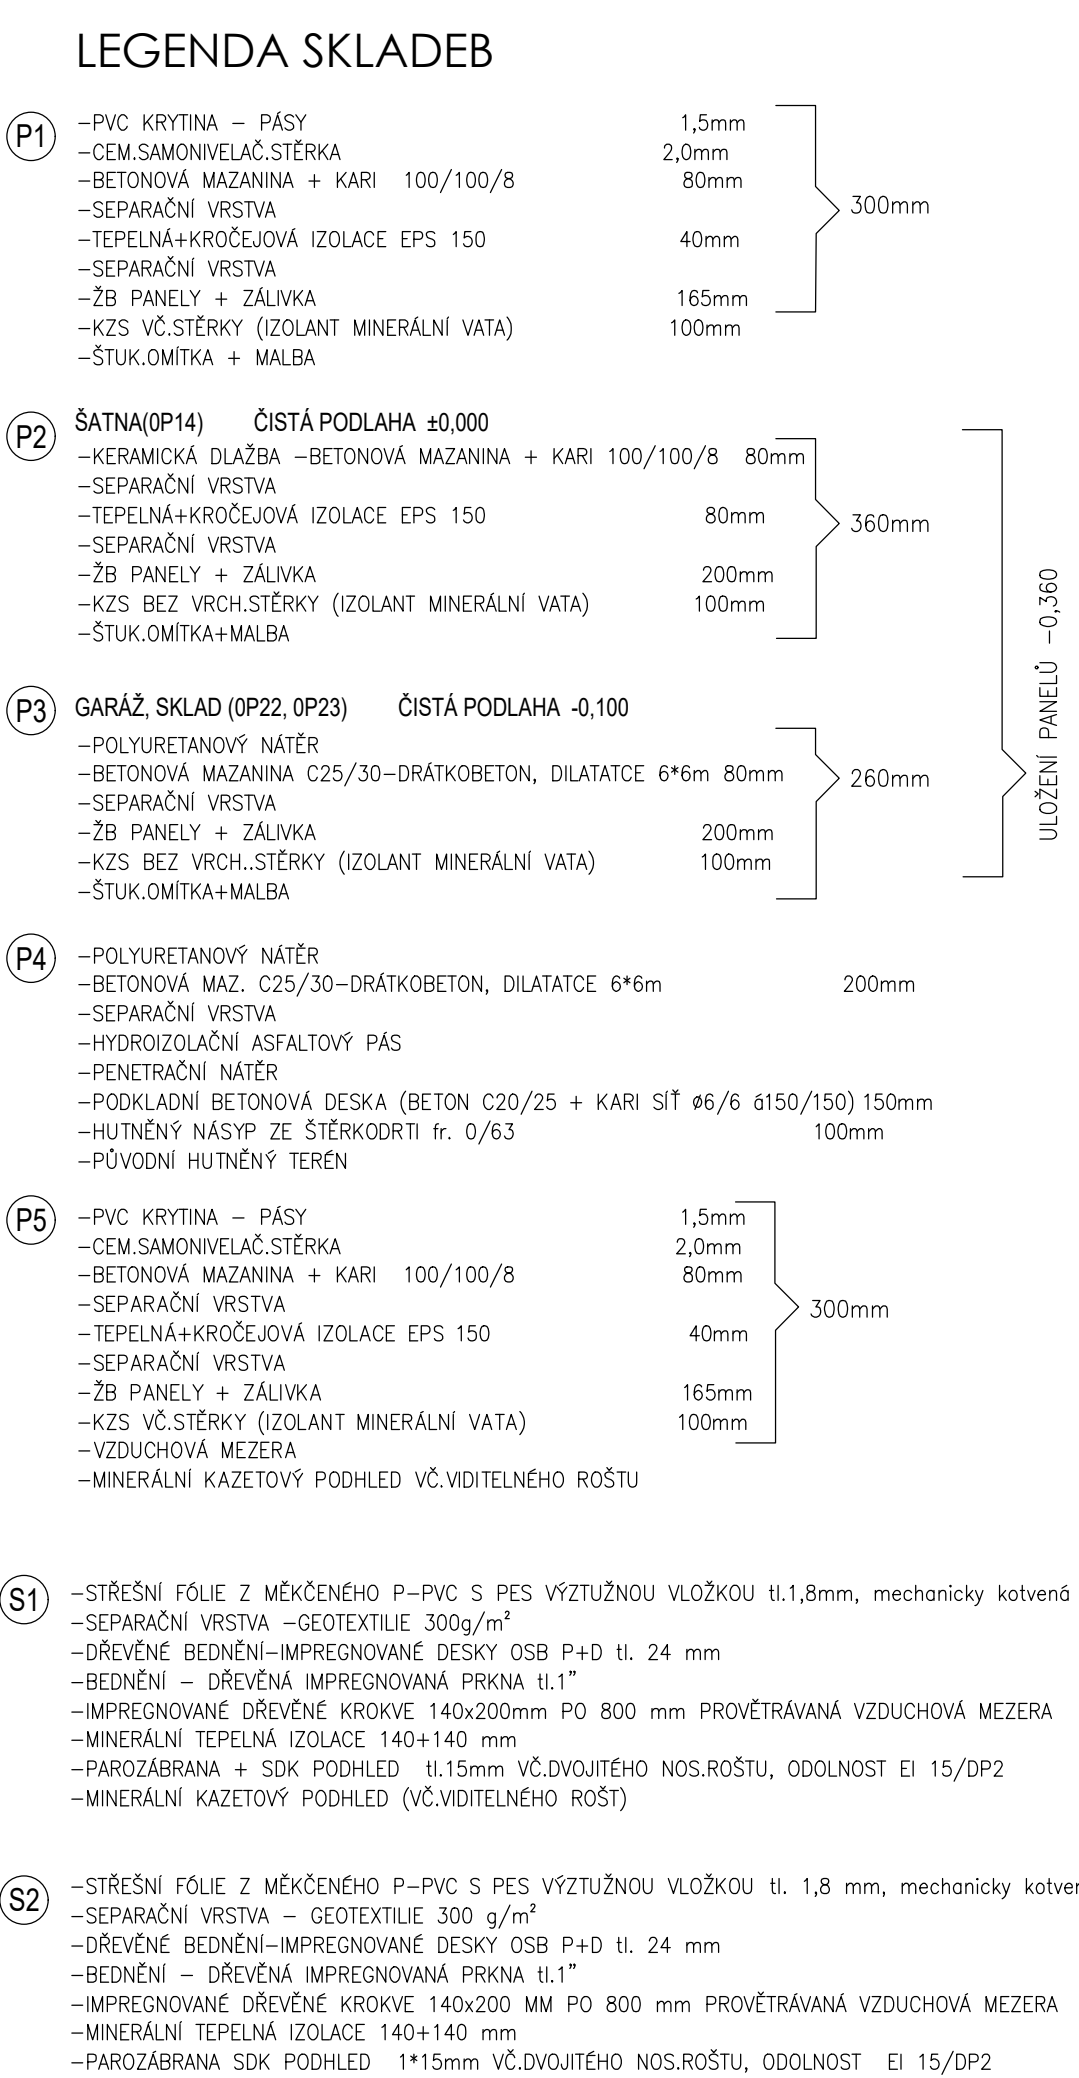 LEGENDA SKLADEB
P1
-PVC KRYTINA - PÁSY 1,5mm
-CEM.SAMONIVELAČ.STĚRKA 2,0mm
-BETONOVÁ MAZANINA + KARI 100/100/8 80mm
-SEPARAČNÍ VRSTVA
-TEPELNÁ+KROČEJOVÁ IZOLACE EPS 150 40mm
-SEPARAČNÍ VRSTVA
-ŽB PANELY + ZÁLIVKA 165mm
-KZS VČ.STĚRKY (IZOLANT MINERÁLNÍ VATA) 100mm
-ŠTUK.OMÍTKA + MALBA
300mm
P2
ŠATNA(0P14) ČISTÁ PODLAHA ±0,000
-KERAMICKÁ DLAŽBA -BETONOVÁ MAZANINA + KARI 100/100/8 80mm
-SEPARAČNÍ VRSTVA
-TEPELNÁ+KROČEJOVÁ IZOLACE EPS 150 80mm
-SEPARAČNÍ VRSTVA
-ŽB PANELY + ZÁLIVKA 200mm
-KZS BEZ VRCH.STĚRKY (IZOLANT MINERÁLNÍ VATA) 100mm
-ŠTUK.OMÍTKA+MALBA
360mm
P3
GARÁŽ, SKLAD (0P22, 0P23) ČISTÁ PODLAHA -0,100
-POLYURETANOVÝ NÁTĚR
-BETONOVÁ MAZANINA C25/30-DRÁTKOBETON, DILATATCE 6*6m 80mm
-SEPARAČNÍ VRSTVA
-ŽB PANELY + ZÁLIVKA 200mm
-KZS BEZ VRCH..STĚRKY (IZOLANT MINERÁLNÍ VATA) 100mm
-ŠTUK.OMÍTKA+MALBA
260mm
ULOŽENÍ PANELŮ -0,360
P4
-POLYURETANOVÝ NÁTĚR
-BETONOVÁ MAZ. C25/30-DRÁTKOBETON, DILATATCE 6*6m 200mm
-SEPARAČNÍ VRSTVA
-HYDROIZOLAČNÍ ASFALTOVÝ PÁS
-PENETRAČNÍ NÁTĚR
-PODKLADNÍ BETONOVÁ DESKA (BETON C20/25 + KARI SÍŤ ø6/6 á150/150) 150mm
-HUTNĚNÝ NÁSYP ZE ŠTĚRKODRTI fr. 0/63 100mm
-PŮVODNÍ HUTNĚNÝ TERÉN
P5
-PVC KRYTINA - PÁSY 1,5mm
-CEM.SAMONIVELAČ.STĚRKA 2,0mm
-BETONOVÁ MAZANINA + KARI 100/100/8 80mm
-SEPARAČNÍ VRSTVA
-TEPELNÁ+KROČEJOVÁ IZOLACE EPS 150 40mm
-SEPARAČNÍ VRSTVA
-ŽB PANELY + ZÁLIVKA 165mm
-KZS VČ.STĚRKY (IZOLANT MINERÁLNÍ VATA) 100mm
-VZDUCHOVÁ MEZERA
-MINERÁLNÍ KAZETOVÝ PODHLED VČ.VIDITELNÉHO ROŠTU
300mm
S1
-STŘEŠNÍ FÓLIE Z MĚKČENÉHO P-PVC S PES VÝZTUŽNOU VLOŽKOU tl.1,8mm, mechanicky kotvená
-SEPARAČNÍ VRSTVA -GEOTEXTILIE 300g/m²
-DŘEVĚNÉ BEDNĚNÍ-IMPREGNOVANÉ DESKY OSB P+D tl. 24 mm
-BEDNĚNÍ - DŘEVĚNÁ IMPREGNOVANÁ PRKNA tl.1"
-IMPREGNOVANÉ DŘEVĚNÉ KROKVE 140x200mm PO 800 mm PROVĚTRÁVANÁ VZDUCHOVÁ MEZERA
-MINERÁLNÍ TEPELNÁ IZOLACE 140+140 mm
-PAROZÁBRANA + SDK PODHLED tl.15mm VČ.DVOJITÉHO NOS.ROŠTU, ODOLNOST EI 15/DP2
-MINERÁLNÍ KAZETOVÝ PODHLED (VČ.VIDITELNÉHO ROŠT)
S2
-STŘEŠNÍ FÓLIE Z MĚKČENÉHO P-PVC S PES VÝZTUŽNOU VLOŽKOU tl. 1,8 mm, mechanicky
-SEPARAČNÍ VRSTVA - GEOTEXTILIE 300 g/m²
-DŘEVĚNÉ BEDNĚNÍ-IMPREGNOVANÉ DESKY OSB P+D tl. 24 mm
-BEDNĚNÍ - DŘEVĚNÁ IMPREGNOVANÁ PRKNA tl.1"
-IMPREGNOVANÉ DŘEVĚNÉ KROKVE 140x200 MM PO 800 mm PROVĚTRÁVANÁ VZDUCHOVÁ MEZERA
-MINERÁLNÍ TEPELNÁ IZOLACE 140+140 mm
-PAROZÁBRANA SDK PODHLED 1*15mm VČ.DVOJITÉHO NOS.ROŠTU, ODOLNOST EI 15/DP2